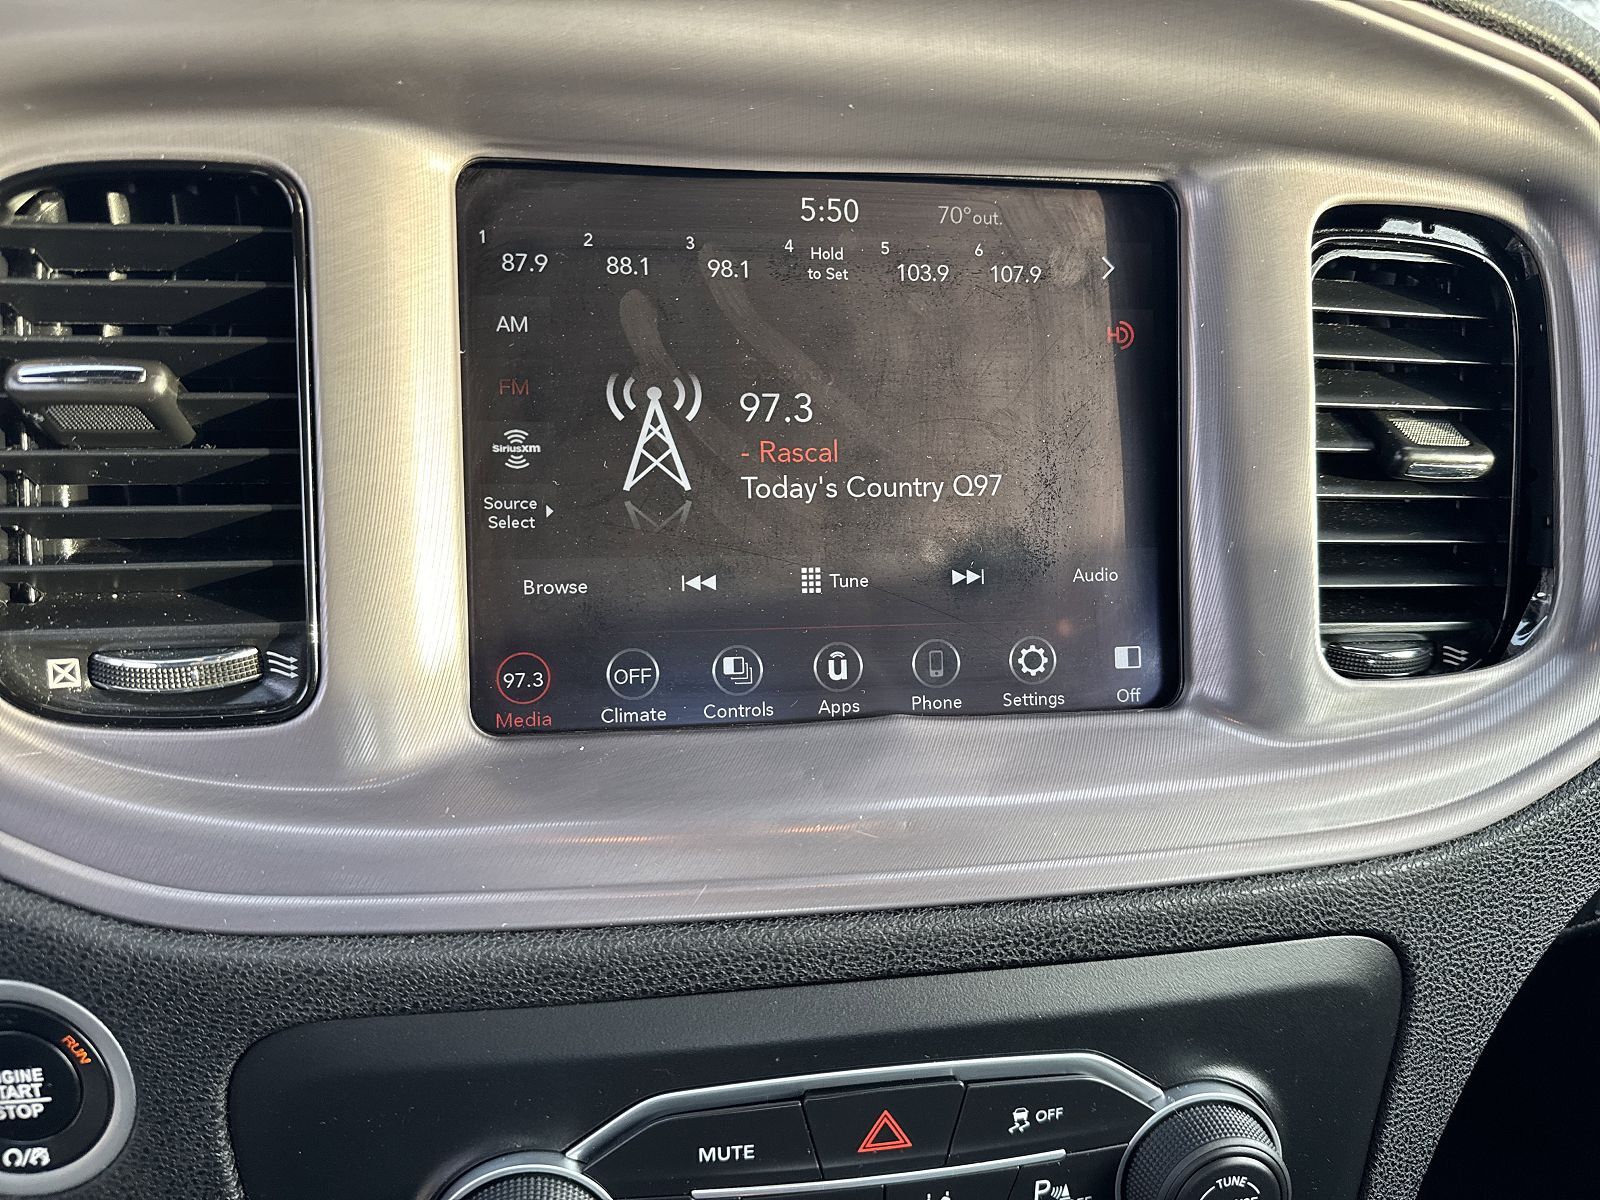 5:50
70°out.
1 87.9
2 88.1
3 98.1
4 Hold
to Set
5 103.9
6 107.9
AM
HD
FM
SiriusXM
Source
Select
97.3
- Rascal
Today's Country Q97
Browse
Tune
Audio
97.3
OFF
Media
Climate
Controls
Apps
Phone
Settings
Off
RUN
START
STOP
MUTE
OFF
TUNE